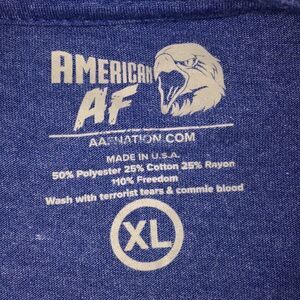 AMERICAN
AF
AAFNATION.COM
MADE IN U.S.A.
50% Polyester 25% Cotton 25% Rayon
*10% Freedom
Wash with terrorist tears & commie blood
XL